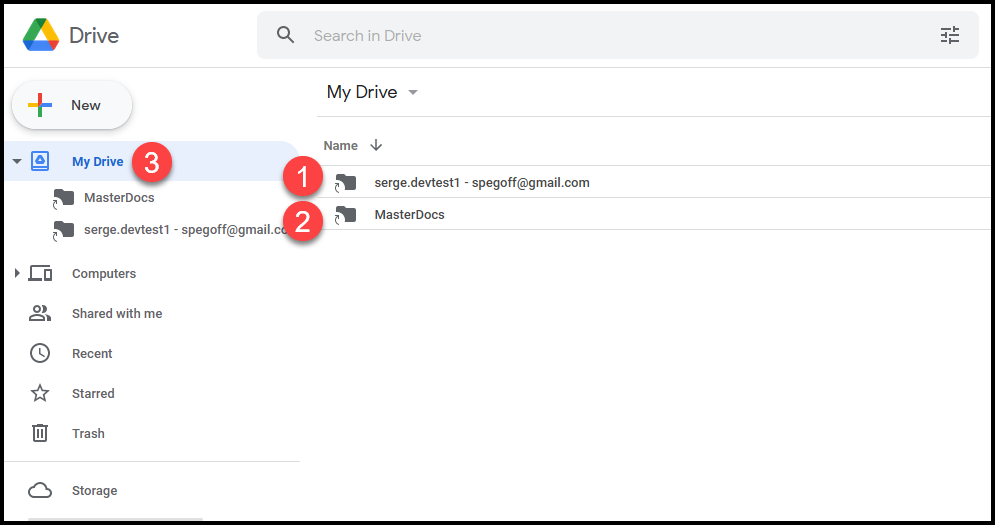 Drive
Search in Drive
New
My Drive
Name
My Drive 3
MasterDocs
serge.devtest1 - spegoff@gmail.co
1 serge.devtest1 - spegoff@gmail.com
2 MasterDocs
Computers
Shared with me
Recent
Starred
Trash
Storage